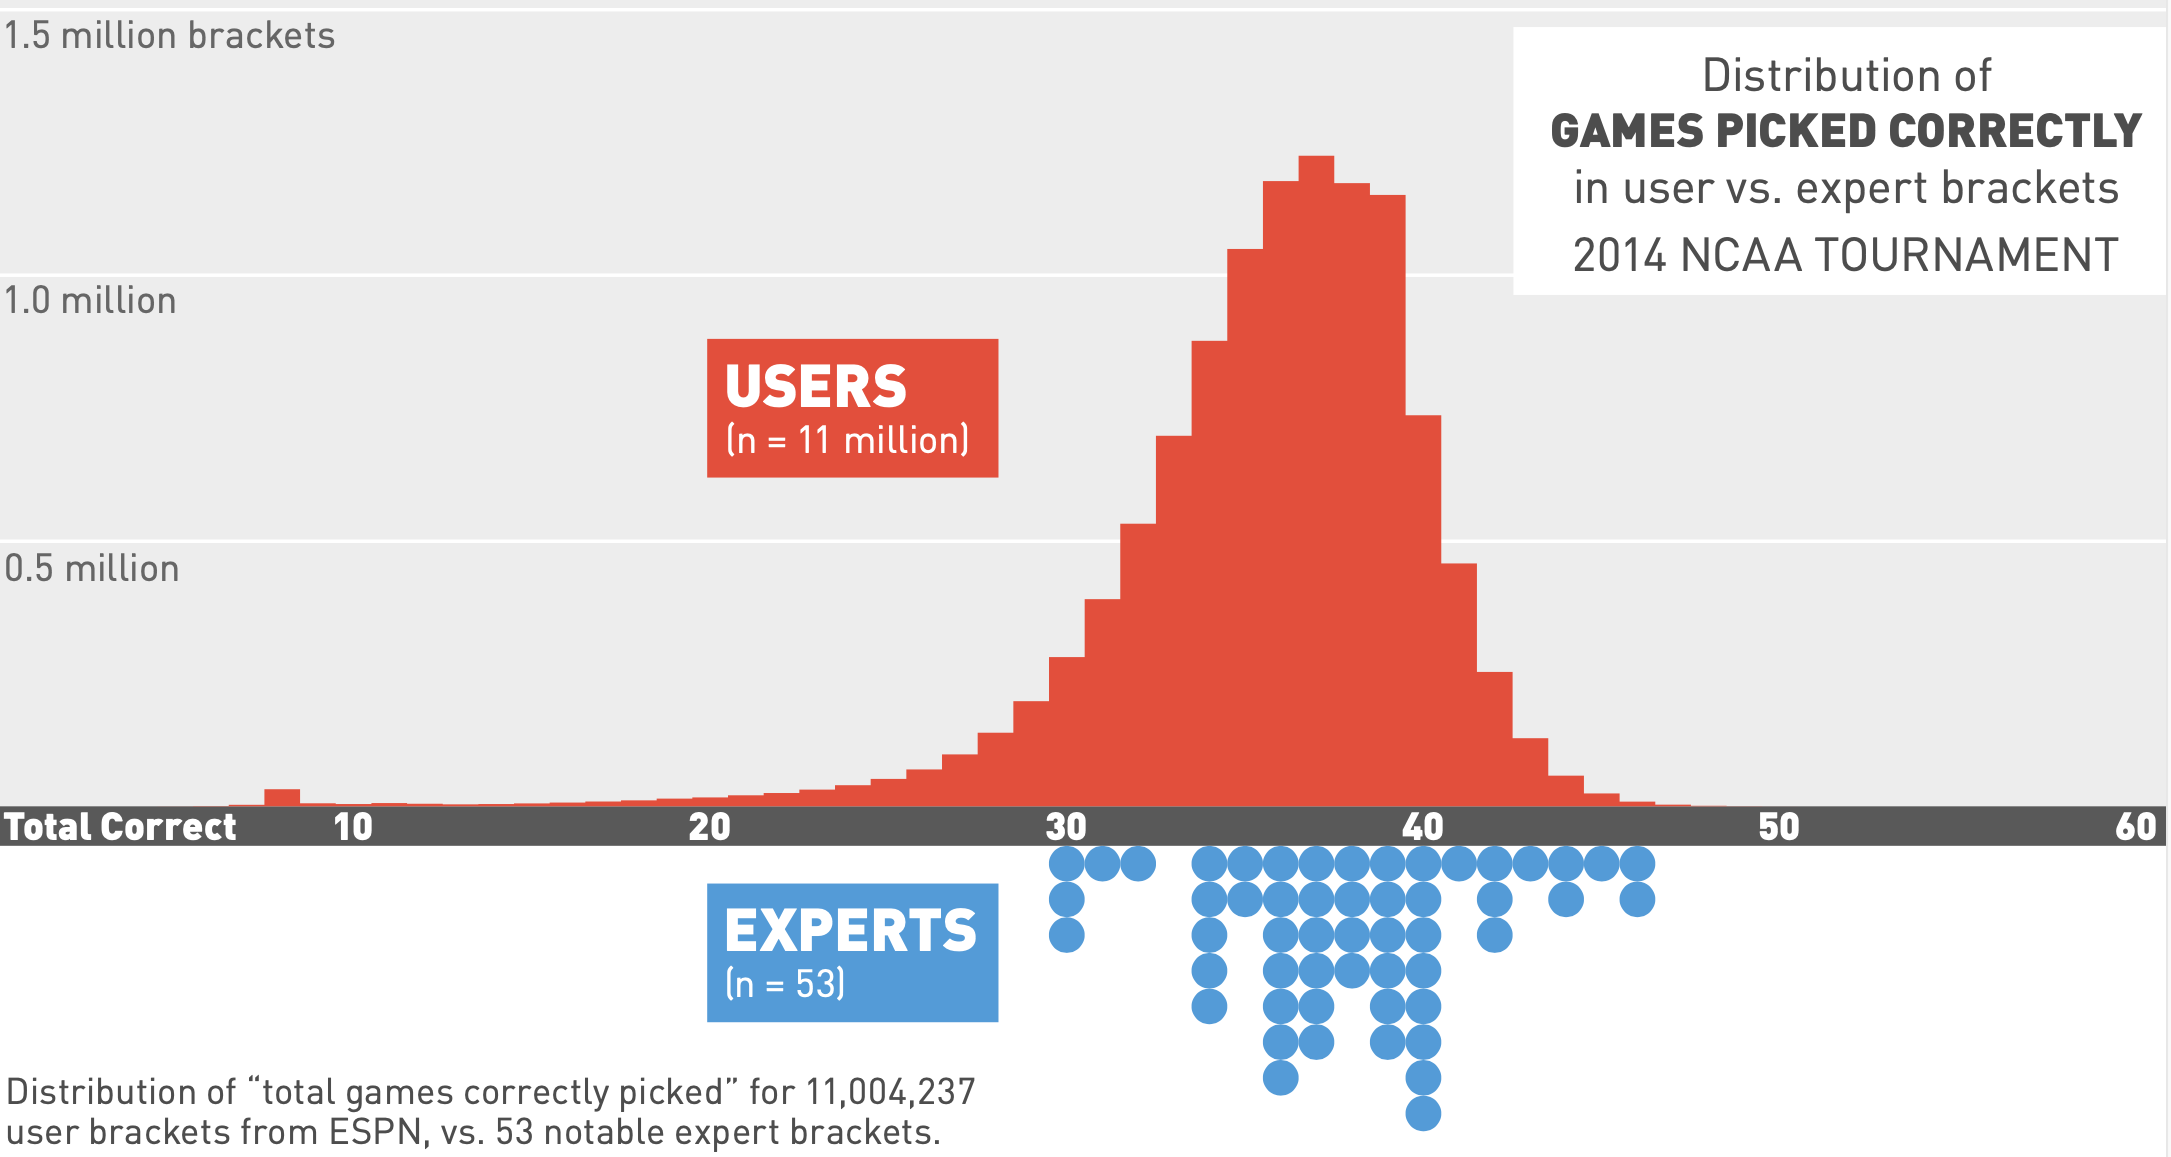 1.5 million brackets
Distribution of
GAMES PICKED CORRECTLY
in user vs. expert brackets
2014 NCAA TOURNAMENT
1.0 million
USERS
(n = 11 million)
0.5 million
Total Correct 10 20 30 40 50 60
EXPERTS
(n = 53)
Distribution of “total games correctly picked” for 11,004,237
user brackets from ESPN, vs. 53 notable expert brackets.